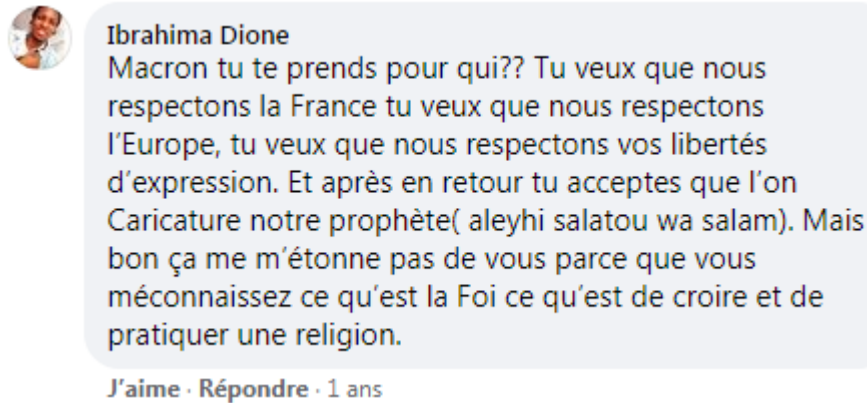 Ibrahima Dione
Macron tu te prends pour qui?? Tu veux que nous
respectons la France tu veux que nous respectons
l'Europe, tu veux que nous respectons vos libertés
d'expression. Et après en retour tu acceptes que l'on
Caricature notre prophète( aleyhi salatou wa salam). Mais
bon ça me m'étonne pas de vous parce que vous
méconnaissez ce qu'est la Foi ce qu'est de croire et de
pratiquer une religion.
J'aime · Répondre · 1 ans